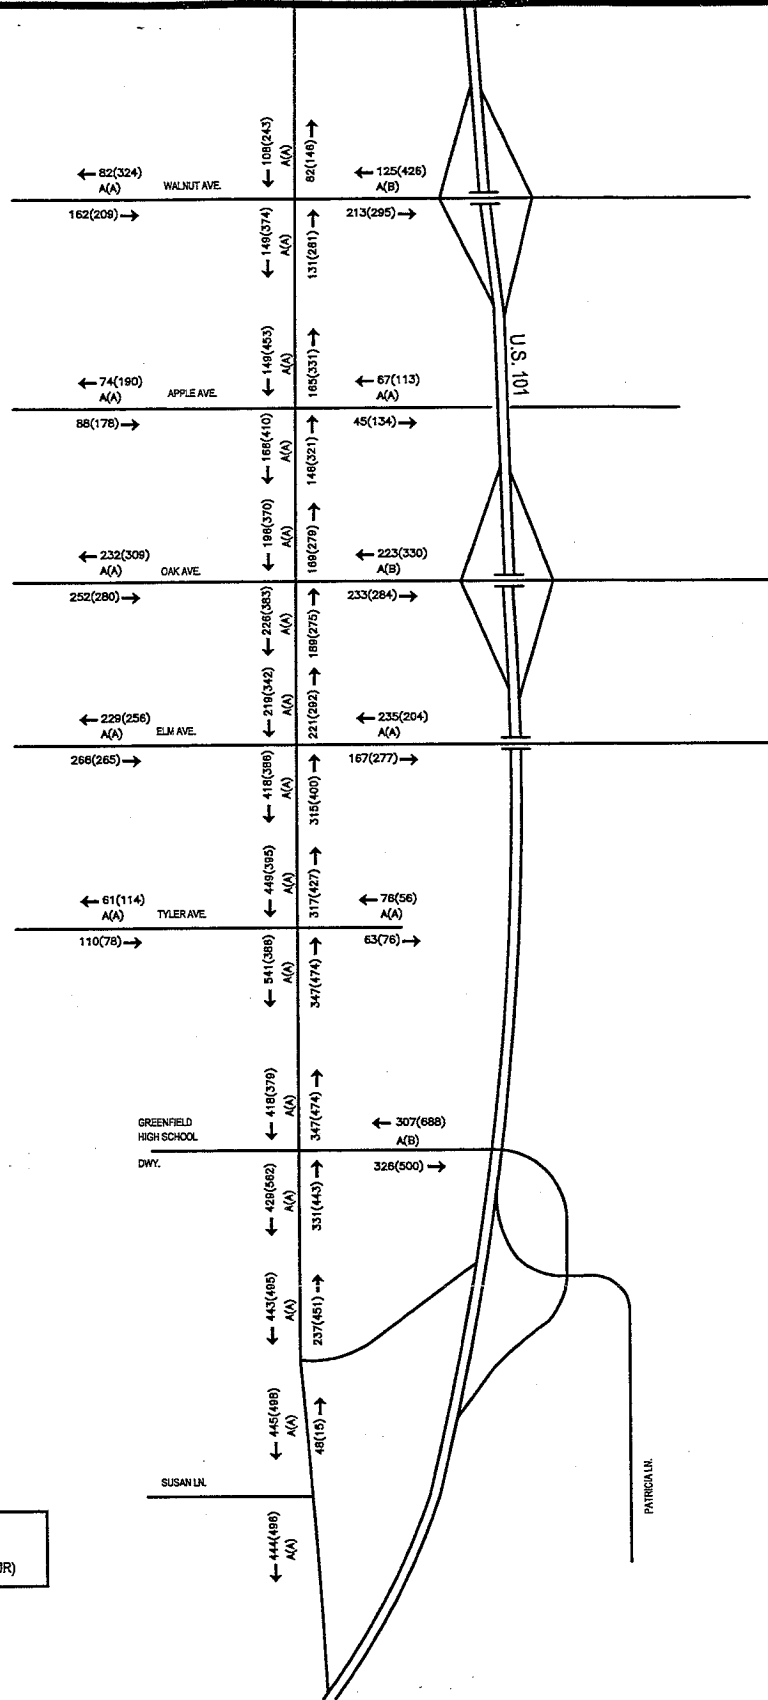 108(243)
A(A)
82(146)
82(324)
A(A)
WALNUT AVE.
125(426)
A(B)
162(209)
213(295)
149(374)
A(A)
131(281)
U.S. 101
149(453)
A(A)
165(331)
74(190)
A(A)
APPLE AVE.
67(113)
A(A)
88(178)
45(134)
168(410)
A(A)
148(321)
196(370)
A(A)
169(279)
232(309)
A(A)
OAK AVE.
223(330)
A(B)
252(280)
233(284)
226(383)
A(A)
189(275)
219(342)
A(A)
221(292)
229(256)
A(A)
ELM AVE.
235(204)
A(A)
268(265)
167(277)
418(386)
A(A)
315(400)
449(395)
A(A)
317(427)
61(114)
A(A)
TYLER AVE.
76(56)
A(A)
110(78)
63(76)
541(388)
A(A)
347(474)
418(379)
A(A)
347(474)
GREENFIELD
HIGH SCHOOL
DWY.
307(688)
A(B)
326(500)
429(562)
A(A)
331(443)
443(495)
A(A)
237(451)
445(498)
A(A)
48(15)
SUSAN LN.
PATRICIA LN.
444(496)
A(A)